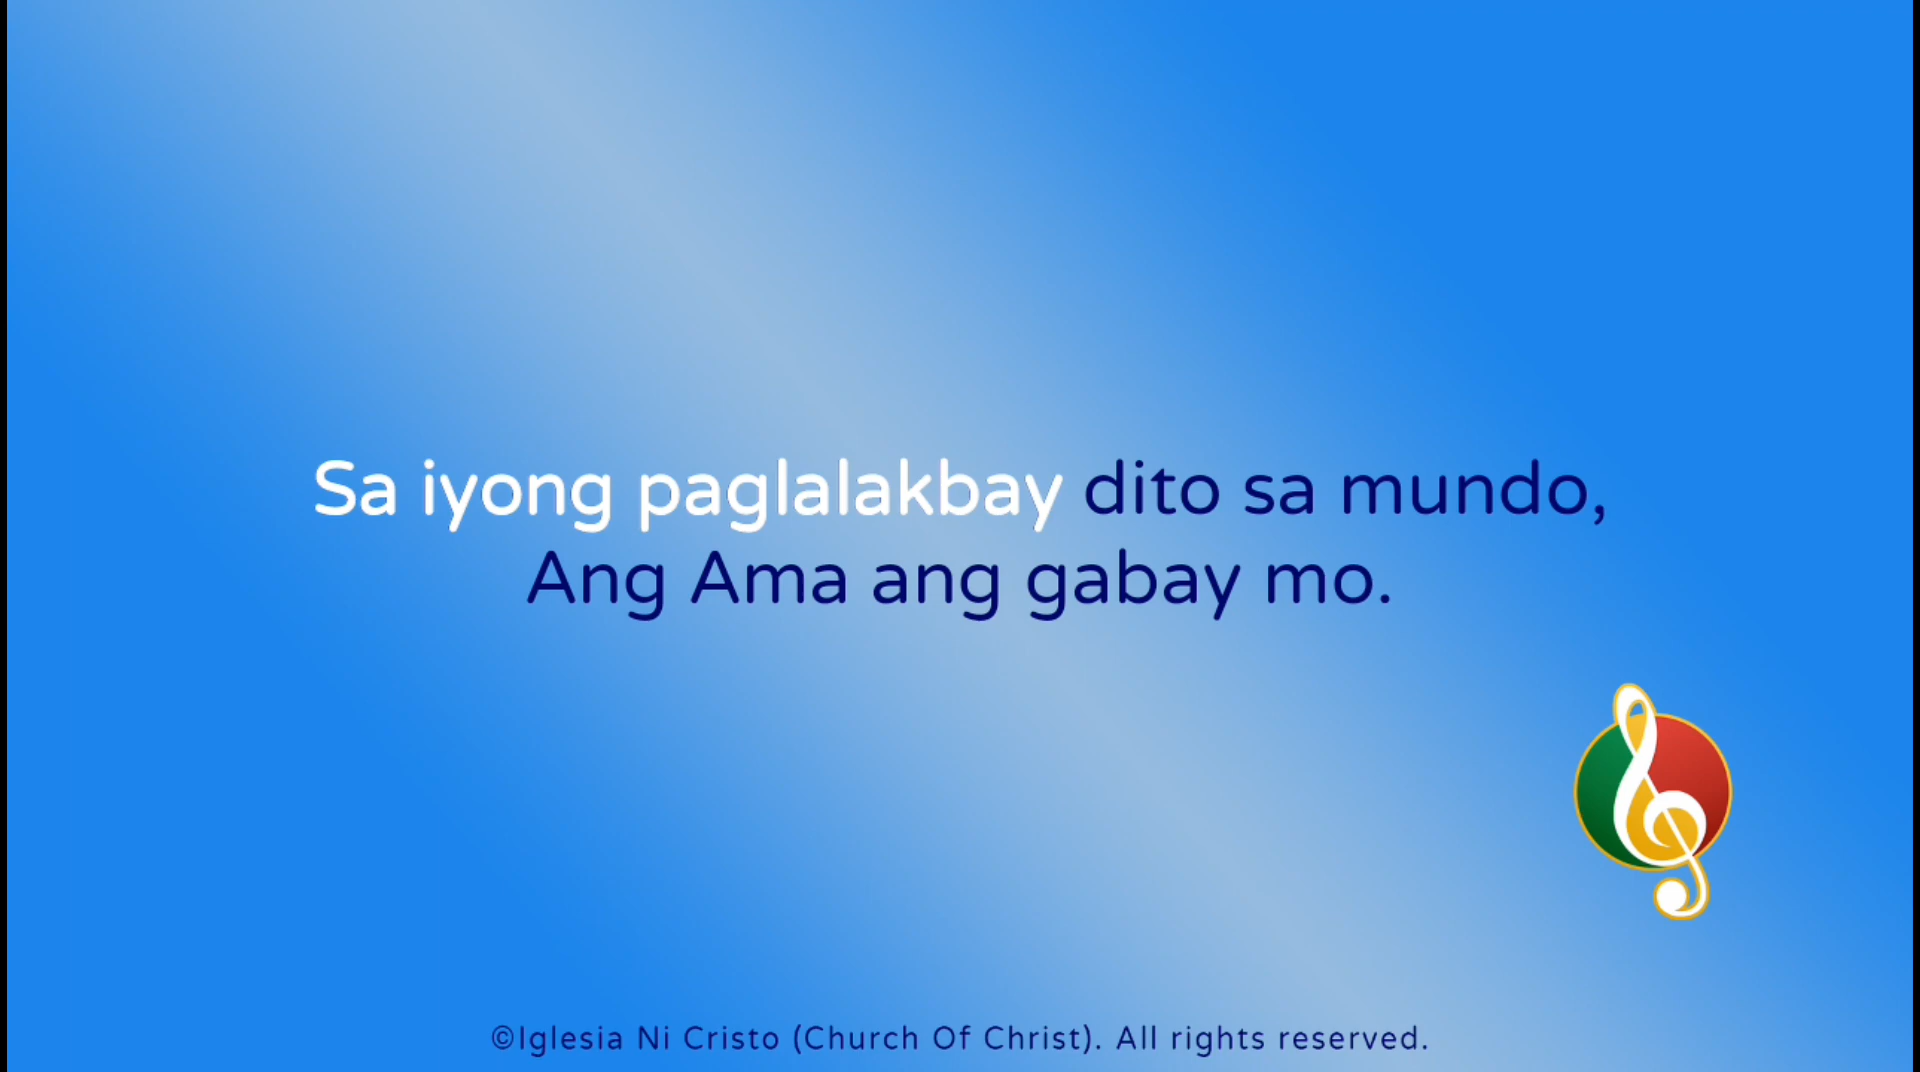 Sa iyong paglalakbay dito sa mundo,
Ang Ama ang gabay mo.
©Iglesia Ni Cristo (Church Of Christ). All rights reserved.